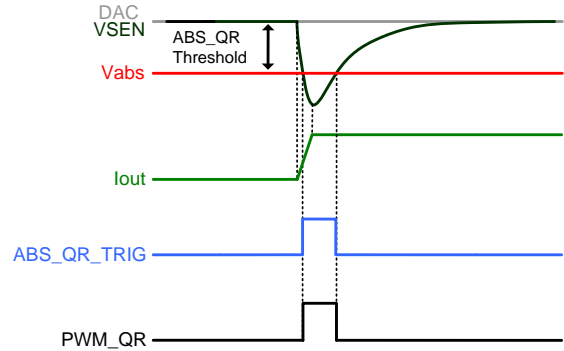 DAC
VSEN
ABS_QR
Threshold
Vabs
Iout
ABS_QR_TRIG
PWM_QR